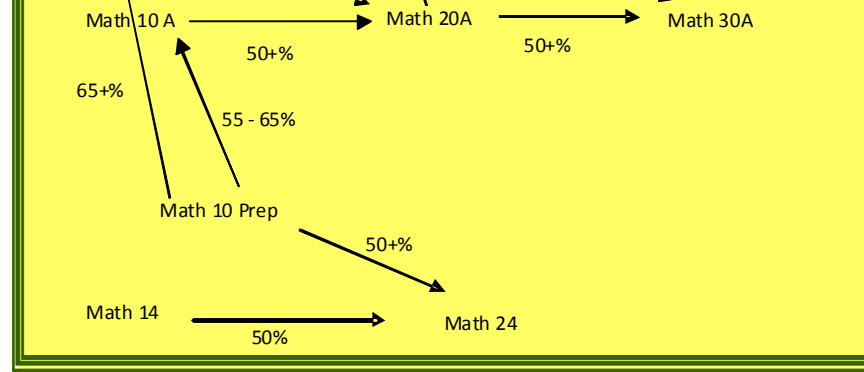 Math 10 A
Math 20A
Math 30A
50+%
50+%
65+%
55 - 65%
Math 10 Prep
50+%
Math 14
Math 24
50%